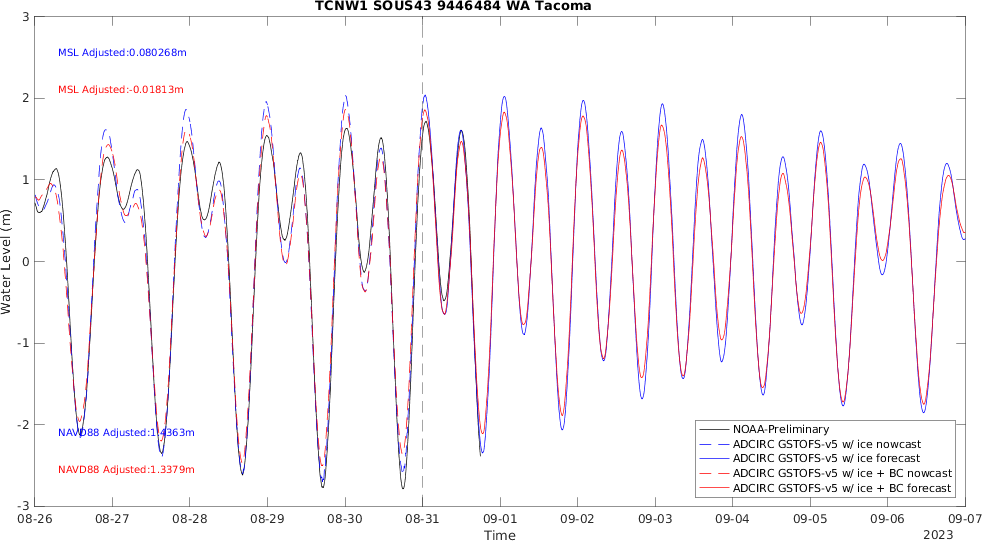 TCNW1 SOUS43 9446484 WA Tacoma
3
MSL Adjusted:0.080268m
MSL Adjusted:-0.01813m
2
1
Water Level (m)
0
-1
-2
NAVD88 Adjusted:1.4363m
NAVD88 Adjusted:1.3379m
-3
NOAA-Preliminary
ADCIRC GSTOFS-v5 w/ ice nowcast
ADCIRC GSTOFS-v5 w/ ice forecast
ADCIRC GSTOFS-v5 w/ ice + BC nowcast
ADCIRC GSTOFS-v5 w/ ice + BC forecast
08-26 08-27 08-28 08-29 08-30 08-31 09-01 09-02 09-03 09-04 09-05 09-06 09-07
Time
2023